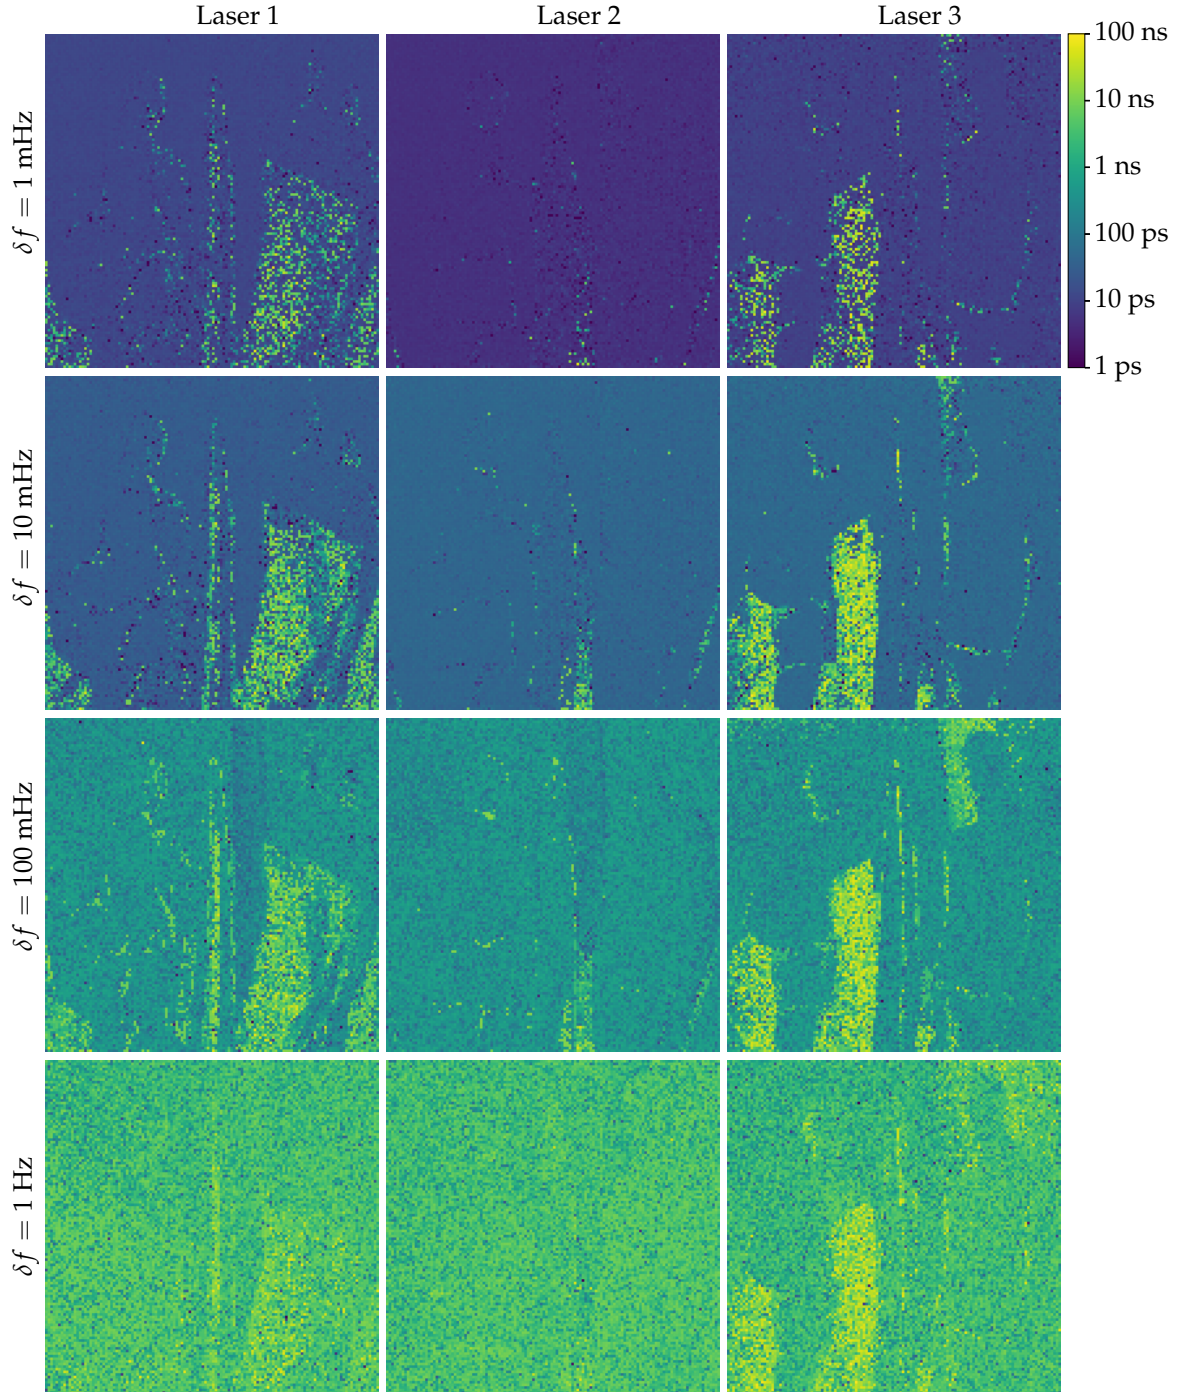 Laser 1
Laser 2
Laser 3
δf = 1 mHz
100 ns
10 ns
1 ns
100 ps
10 ps
1 ps
δf = 10 mHz
δf = 100 mHz
δf = 1 Hz